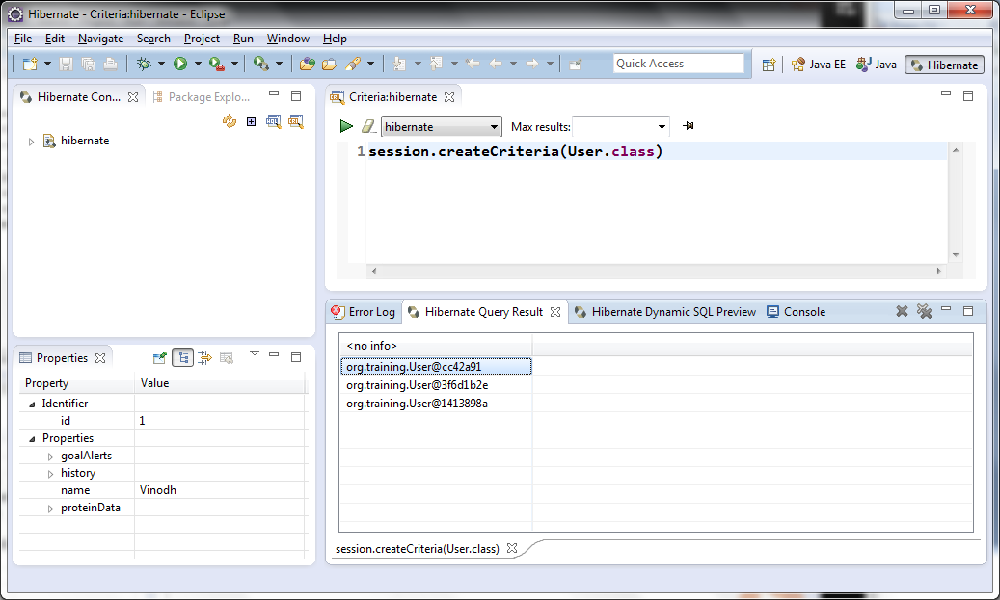 Hibernate - Criteria:hibernate - Eclipse
File Edit Navigate Search Project Run Window Help
Quick Access
Java EE
Java
Hibernate
Hibernate Con...
Package Explo...
hibernate
Criteria:hibernate
hibernate
Max results:
1 session.createCriteria(User.class)
Error Log
Hibernate Query Result
Hibernate Dynamic SQL Preview
Console
<no info>
org.training.User@cc42a91
org.training.User@3f6d1b2e
org.training.User@1413898a
session.createCriteria(User.class)
Properties
Property Value
Identifier
id 1
Properties
goalAlerts
history
name Vinodh
proteinData